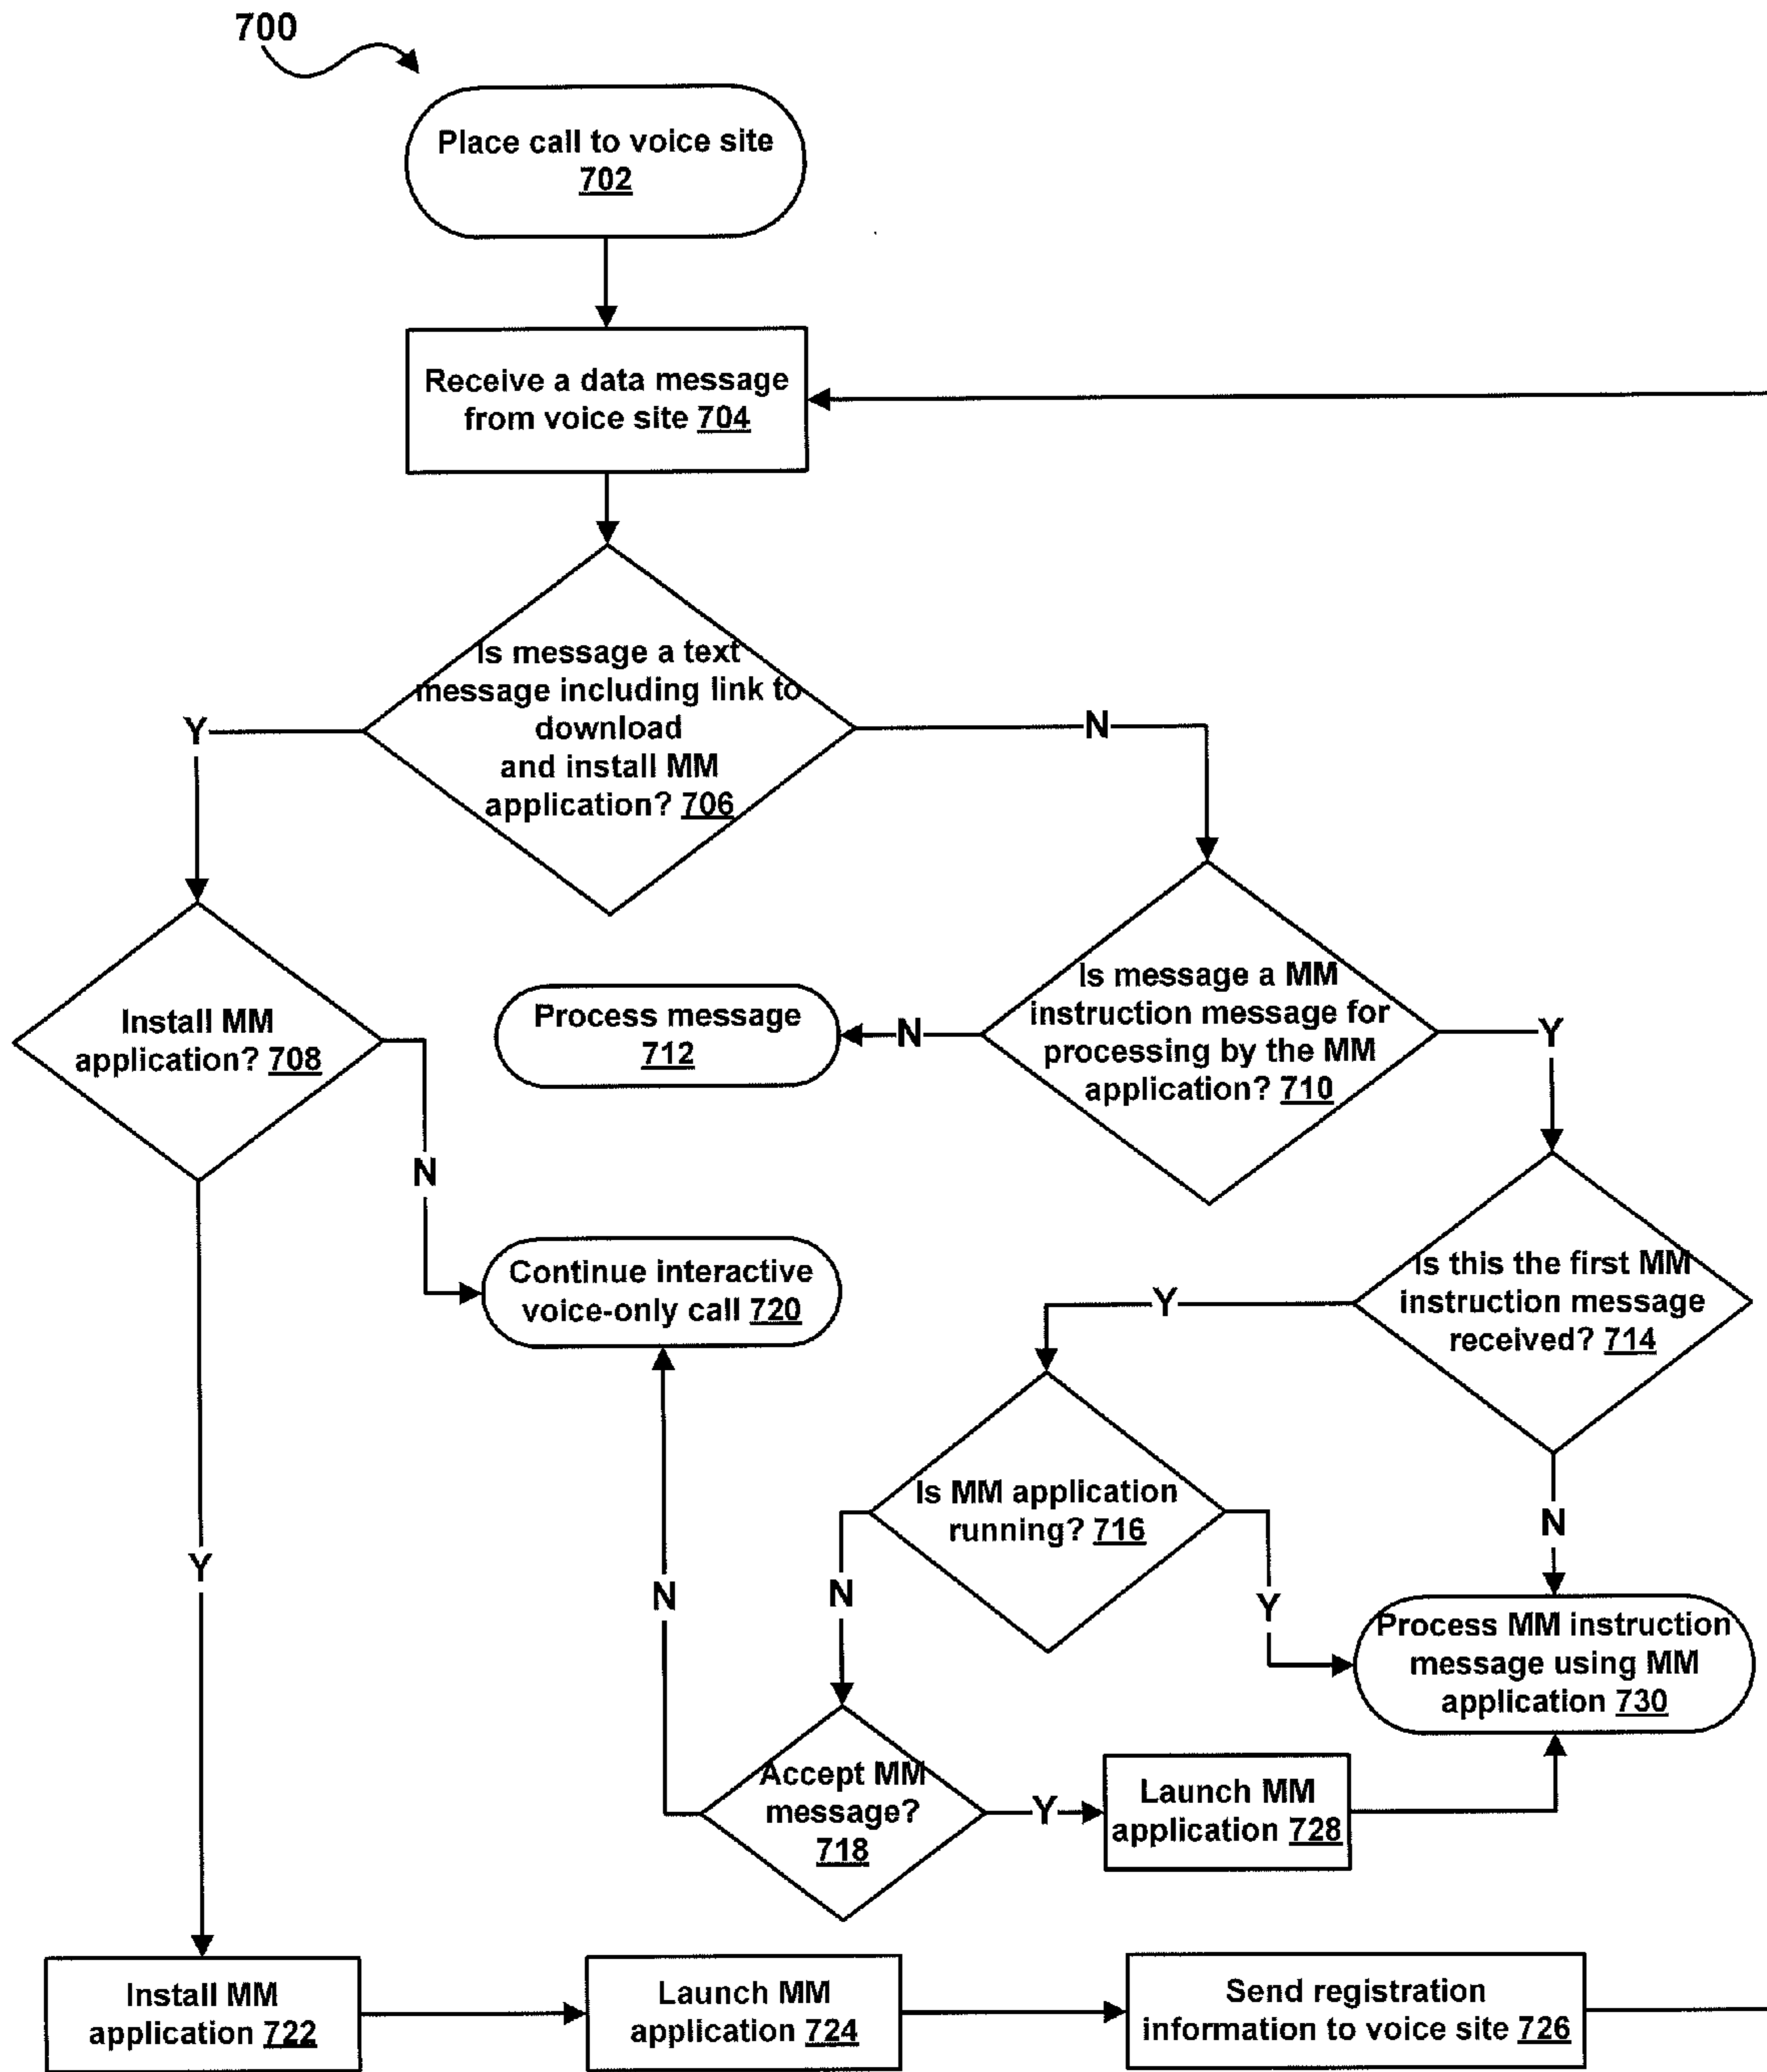 700
Place call to voice site
702
Receive a data message
from voice site 704
Is message a text
message including link to
download
and install MM
application? 706
Y
N
Install MM
application? 708
Process message
712
N
Is message a MM
instruction message for
processing by the MM
application? 710
Y
N
Continue interactive
voice-only call 720
Is this the first MM
instruction message
received? 714
Y
Is MM application
running? 716
N
Y
N
N
Y
Process MM instruction
message using MM
application 730
Accept MM
message?
718
Y
Launch MM
application 728
Install MM
application 722
Launch MM
application 724
Send registration
information to voice site 726